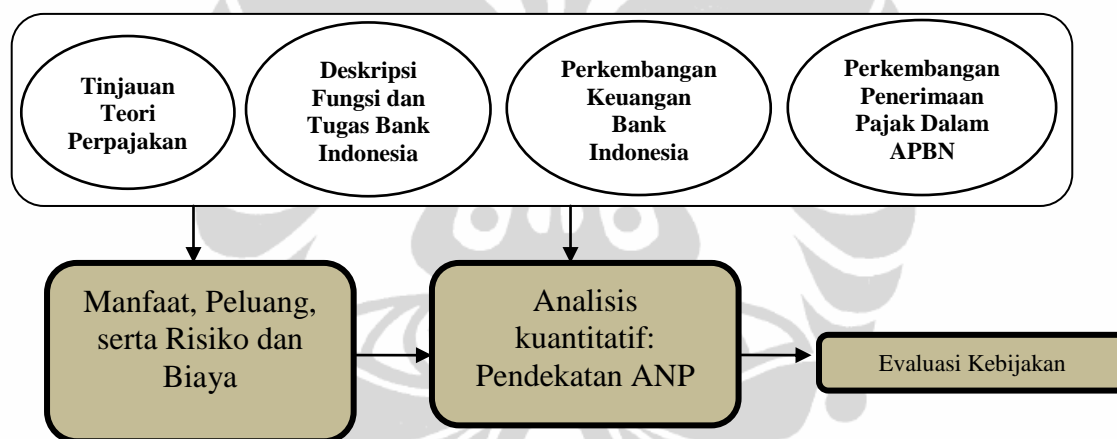 Tinjauan
Teori
Perpajakan
Deskripsi
Fungsi dan
Tugas Bank
Indonesia
Perkembangan
Keuangan
Bank
Indonesia
Perkembangan
Penerimaan
Pajak Dalam
APBN
Manfaat, Peluang,
serta Risiko dan
Biaya
Analisis
kuantitatif:
Pendekatan ANP
Evaluasi Kebijakan